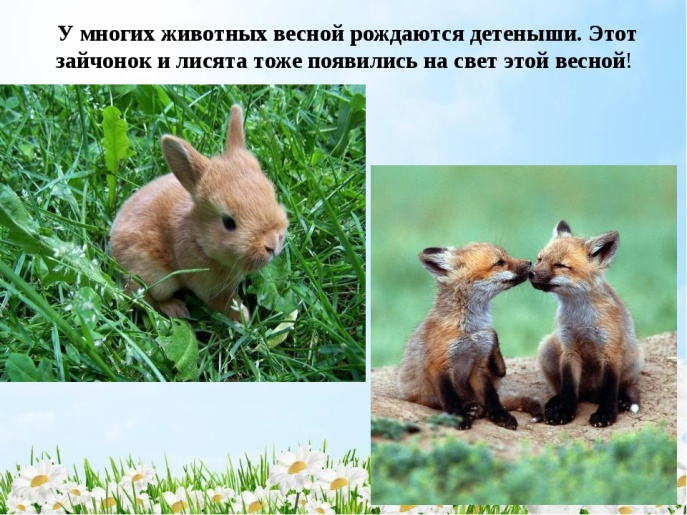 У многих животных весной рождаются детеныши. Этот
зайчонок и лисята тоже появились на свет этой весной!